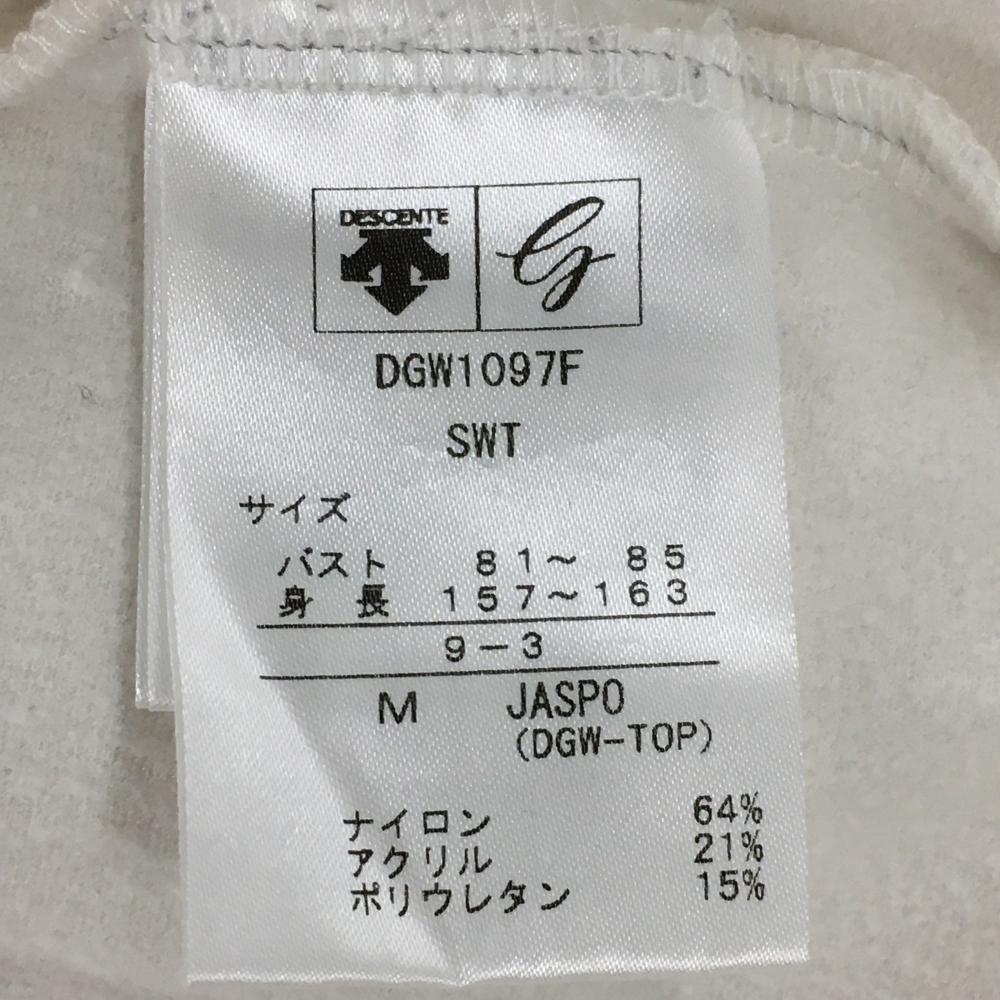 DESCENTE G
DGW1097F
SWT
サイズ
バスト 81～ 85
身長 157～163
9－3
M JASPO
(DGW-TOP)
ナイロン 64%
アクリル 21%
ポリウレタン 15%